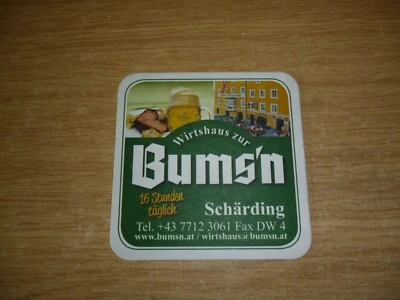 Wirtshaus zur
Bums'n
16 Stunden
täglich
Schärding
Tel. +43 7712 3061 Fax DW 4
www.bumsn.at / wirtshaus@bumsn.at